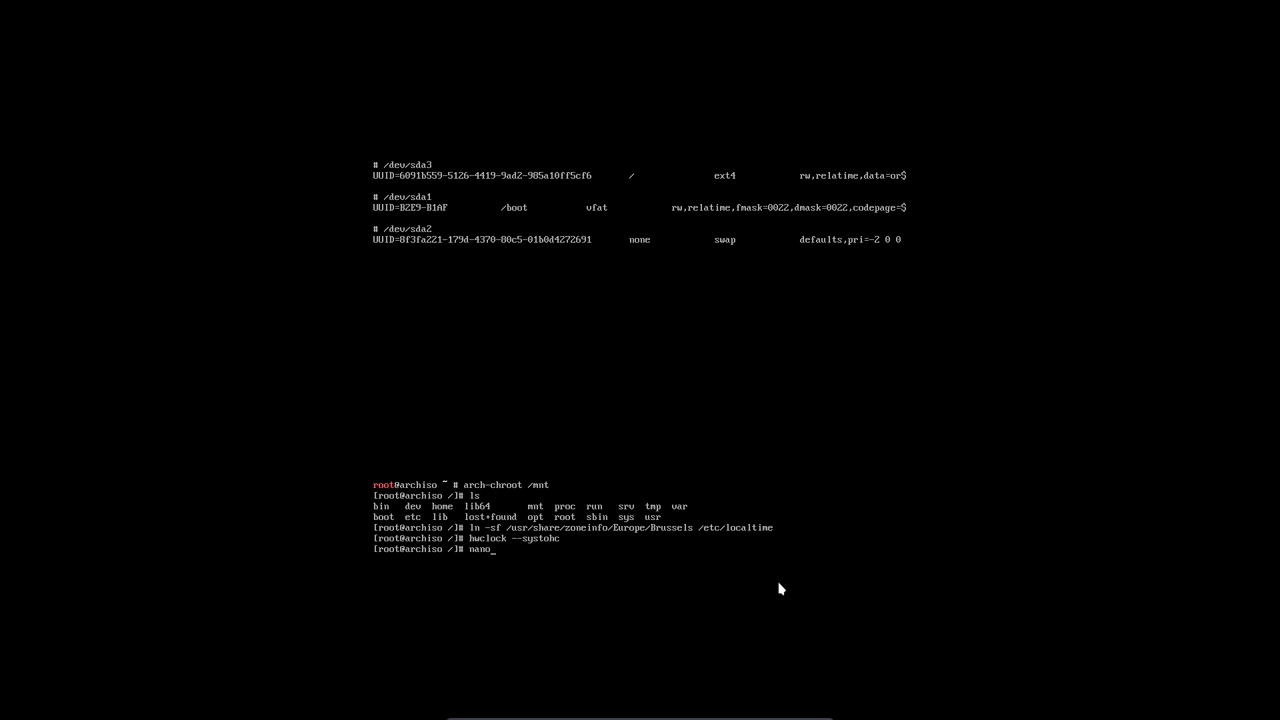 # /dev/sda3
UUID=6091b559-5126-4419-9ad2-985a10ff5cf6 / ext4 rw,relatime,data=or$
# /dev/sda1
UUID=B2E9-B1AF /boot vfat rw,relatime,fmask=0022,dmask=0022,codepage=$
# /dev/sda2
UUID=8f3fa221-179d-4370-80c5-01b0d4272691 none swap defaults,pri=-2 0 0
root@archiso ~ # arch-chroot /mnt
[root@archiso /]# ls
bin dev home lib64 mnt proc run srv tmp var
boot etc lib lost+found opt root sbin sys usr
[root@archiso /]# ln -sf /usr/share/zoneinfo/Europe/Brussels /etc/localtime
[root@archiso /]# hwclock --systohc
[root@archiso /]# nano_